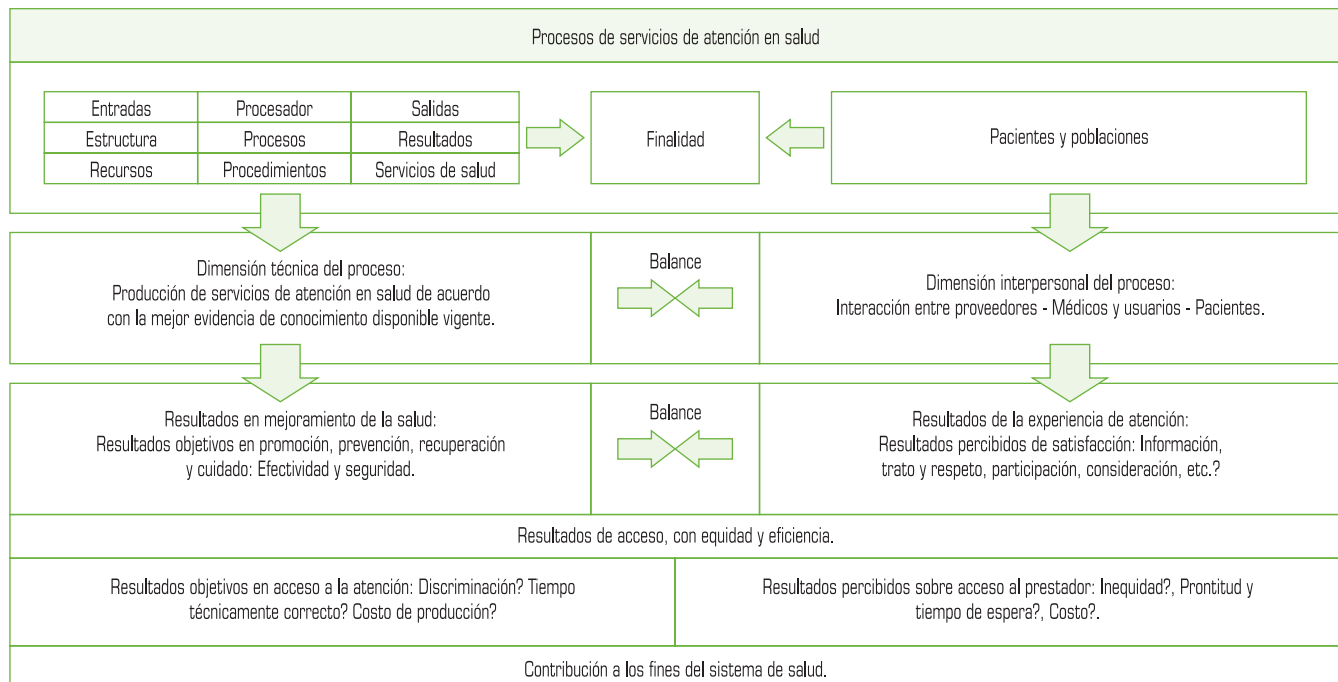 Procesos de servicios de atención en salud
Entradas
Procesador
Salidas
Estructura
Procesos
Resultados
Recursos
Procedimientos
Servicios de salud
Finalidad
Pacientes y poblaciones
Dimensión técnica del proceso:
Producción de servicios de atención en salud de acuerdo
con la mejor evidencia de conocimiento disponible vigente.
Balance
Dimensión interpersonal del proceso:
Interacción entre proveedores - Médicos y usuarios - Pacientes.
Resultados en mejoramiento de la salud:
Resultados objetivos en promoción, prevención, recuperación
y cuidado: Efectividad y seguridad.
Balance
Resultados de la experiencia de atención:
Resultados percibidos de satisfacción: Información,
trato y respeto, participación, consideración, etc.?
Resultados de acceso, con equidad y eficiencia.
Resultados objetivos en acceso a la atención: Discriminación? Tiempo
técnicamente correcto? Costo de producción?
Resultados percibidos sobre acceso al prestador: Inequidad?, Prontitud y
tiempo de espera?, Costo?.
Contribución a los fines del sistema de salud.